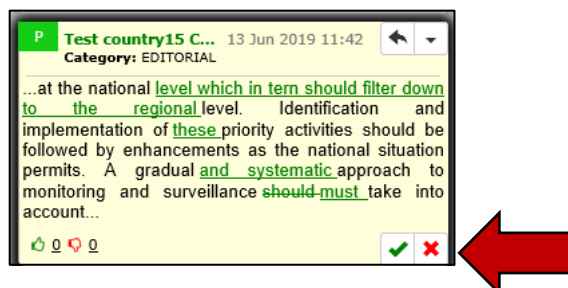 P Test country15 C... 13 Jun 2019 11:42
Category: EDITORIAL
...at the national level which in tern should filter down
to the regional level. Identification and
implementation of these priority activities should be
followed by enhancements as the national situation
permits. A gradual and systematic approach to
monitoring and surveillance should must take into
account...
0 0